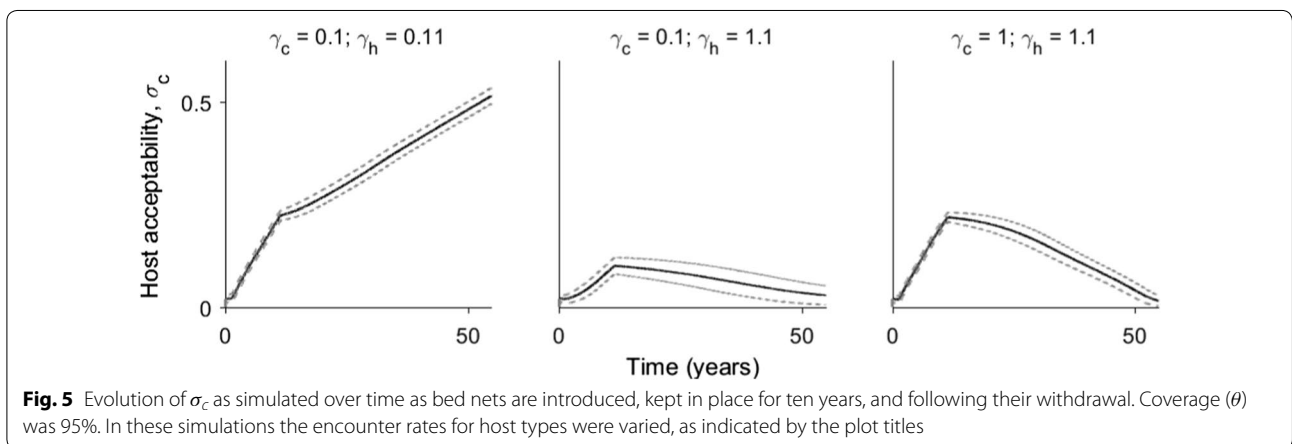 γc = 0.1; γh = 0.11
γc = 0.1; γh = 1.1
γc = 1; γh = 1.1
Host acceptability, σc
0.5
0
0
50
0
50
0
50
Time (years)
Fig. 5 Evolution of σc as simulated over time as bed nets are introduced, kept in place for ten years, and following their withdrawal. Coverage (θ)
was 95%. In these simulations the encounter rates for host types were varied, as indicated by the plot titles